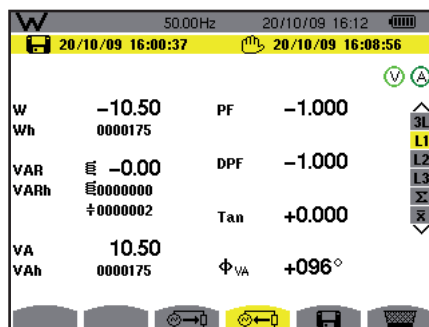 W 50.00Hz 20/10/09 16:12
20/10/09 16:00:37 20/10/09 16:08:56
V A
W -10.50 PF -1.000
Wh 0000175
VAR -0.00 DPF -1.000
VARh 0000000
0000002 Tan +0.000
VA 10.50
VAh 0000175 ΦVA +096°
3L
L1
L2
L3
Σ
x̄